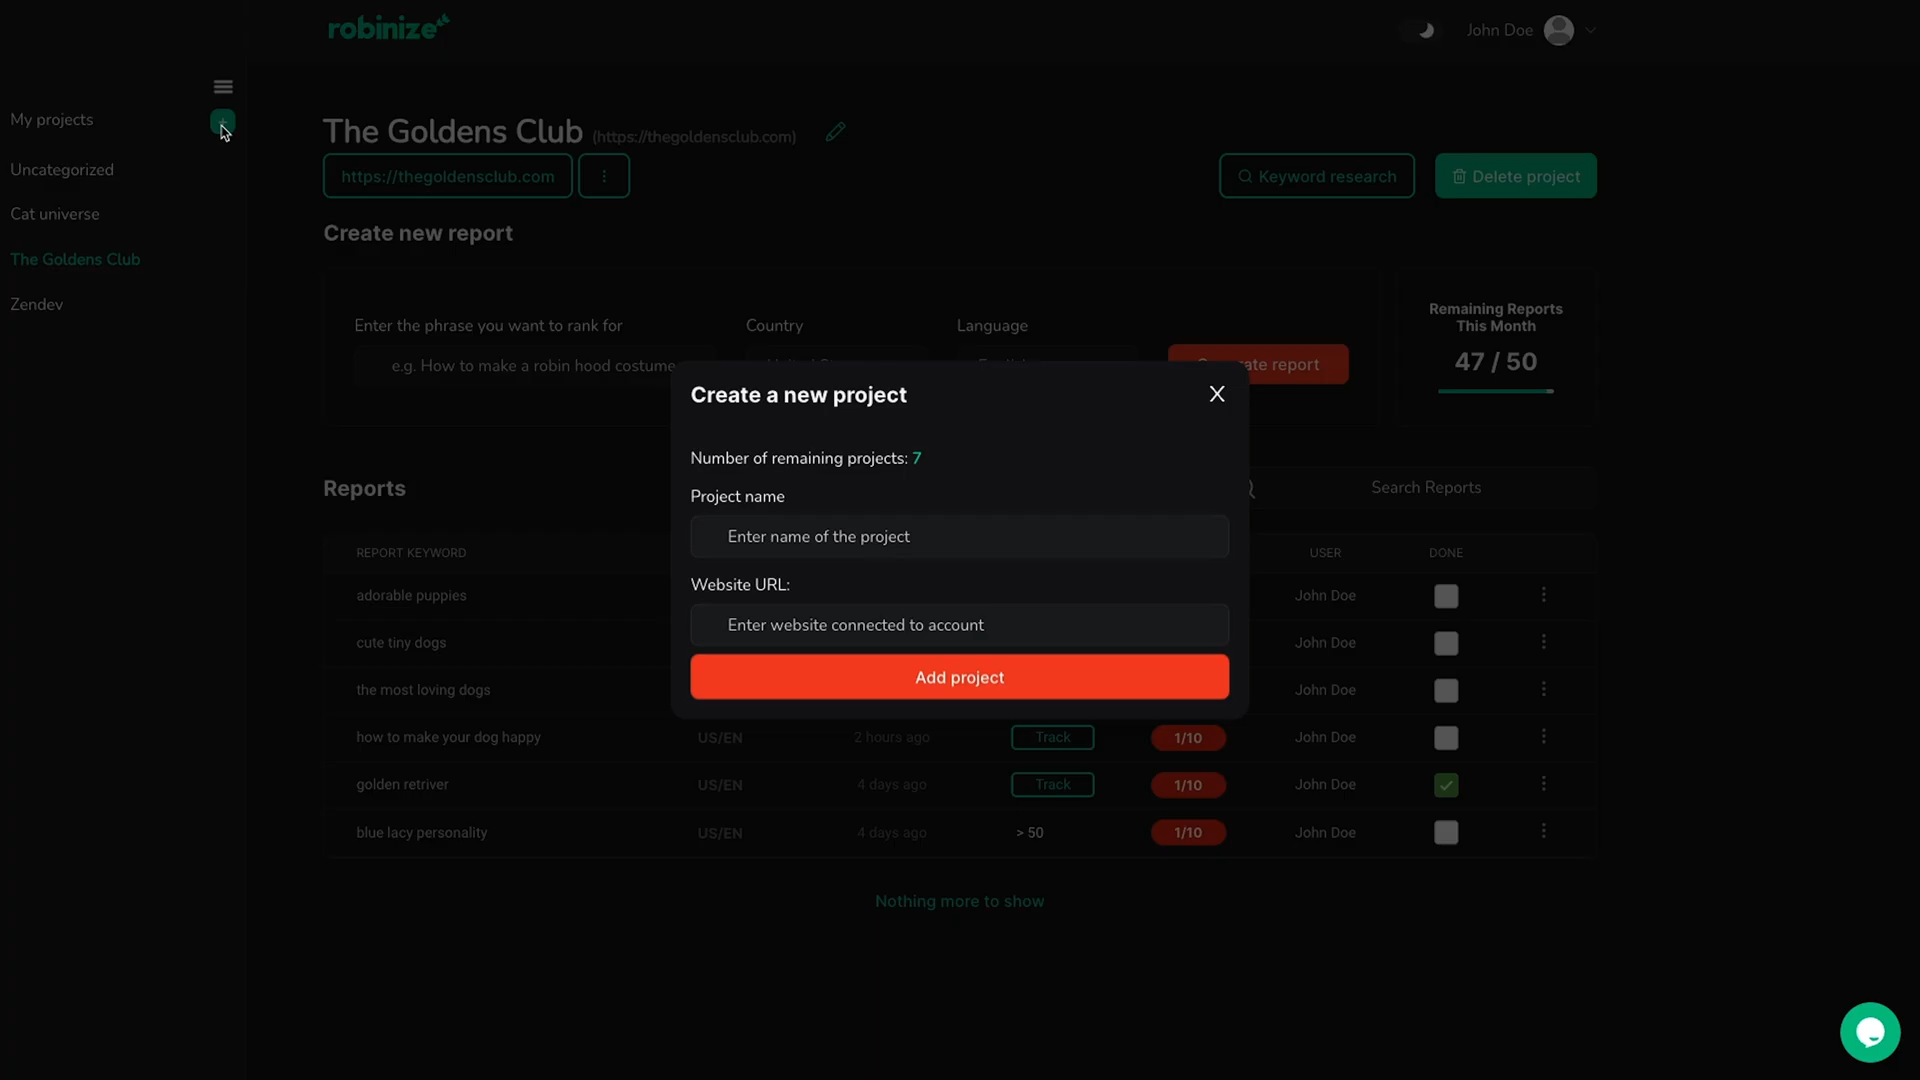 robinize
John Doe
My projects
Uncategorized
Cat universe
The Goldens Club
Zendev
The Goldens Club (https://thegoldensclub.com)
https://thegoldensclub.com
Keyword research
Delete project
Create new report
Enter the phrase you want to rank for
Country
Language
e.g. How to make a robin hood costume
report
Remaining Reports
This Month
47 / 50
Create a new project
Number of remaining projects: 7
Project name
Enter name of the project
Website URL:
Enter website connected to account
Add project
Reports
Search Reports
REPORT KEYWORD
USER
DONE
adorable puppies
John Doe
cute tiny dogs
John Doe
the most loving dogs
John Doe
how to make your dog happy US/EN 2 hours ago Track 1/10 John Doe
golden retriver US/EN 4 days ago Track 1/10 John Doe
blue lacy personality US/EN 4 days ago > 50 1/10 John Doe
Nothing more to show